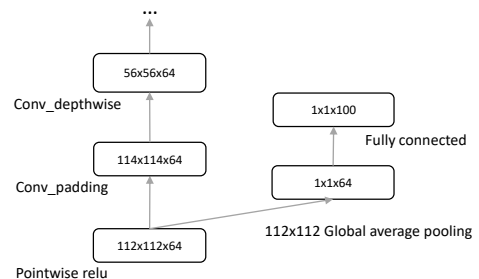 ...
56x56x64
Conv_depthwise
1x1x100
Fully connected
114x114x64
Conv_padding
1x1x64
112x112 Global average pooling
112x112x64
Pointwise relu